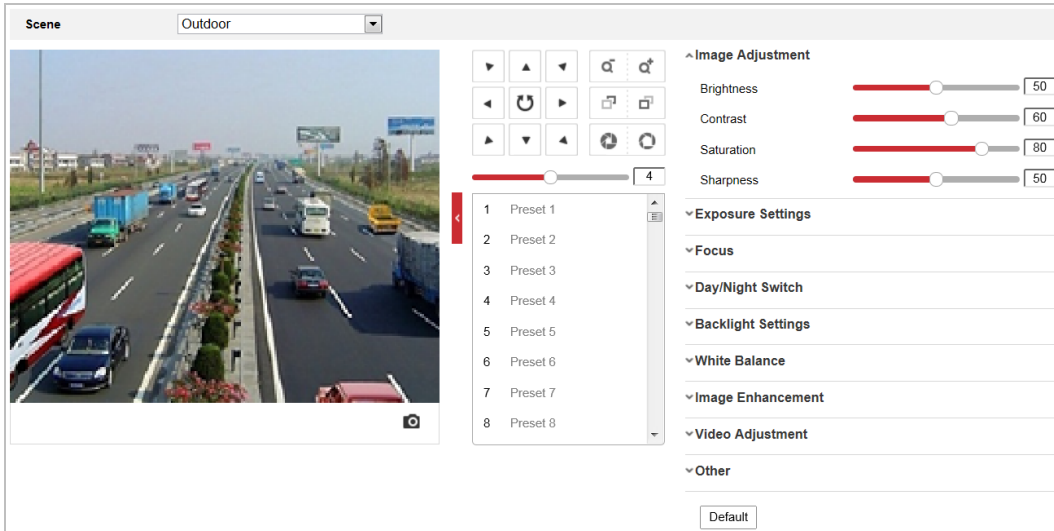 Scene
Outdoor
Image Adjustment
Brightness 50
Contrast 60
Saturation 80
Sharpness 50
4
1 Preset 1
2 Preset 2
3 Preset 3
4 Preset 4
5 Preset 5
6 Preset 6
7 Preset 7
8 Preset 8
Exposure Settings
Focus
Day/Night Switch
Backlight Settings
White Balance
Image Enhancement
Video Adjustment
Other
Default